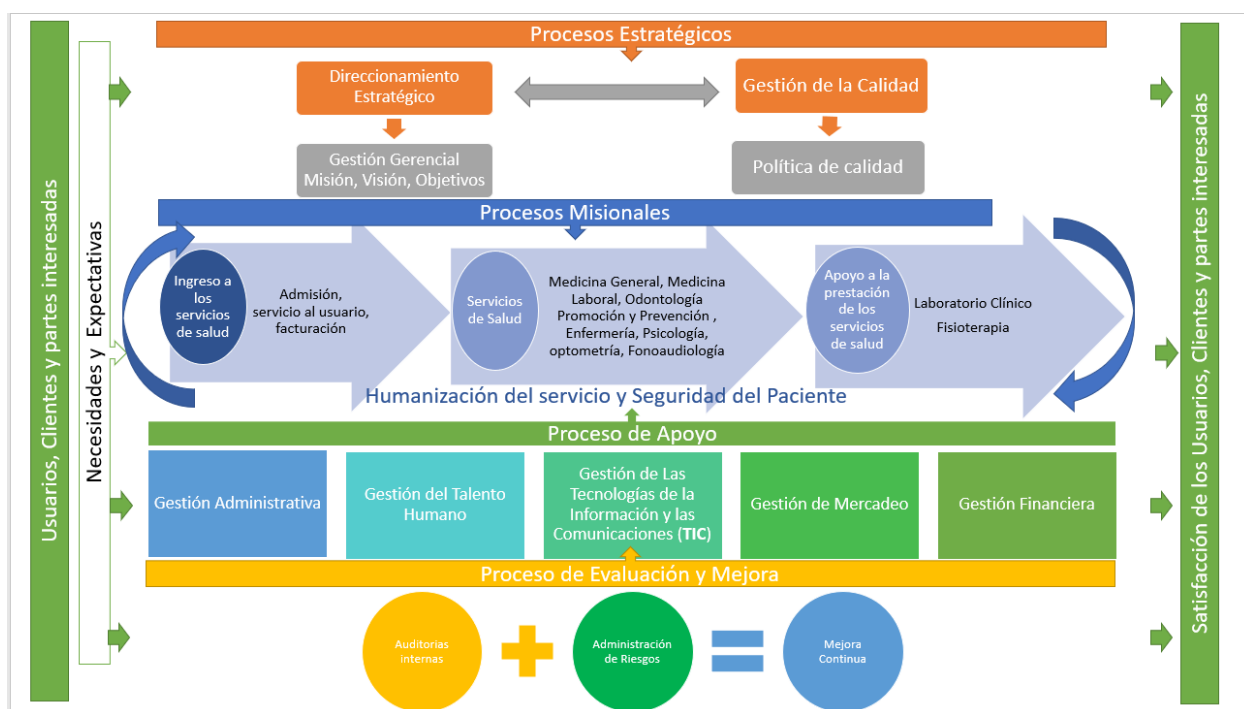 Usuarios, Clientes y partes interesadas
Necesidades y Expectativas
Procesos Estratégicos
Direccionamiento
Estratégico
Gestión de la Calidad
Gestión Gerencial
Misión, Visión, Objetivos
Política de calidad
Procesos Misionales
Ingreso a
los
servicios
de salud
Admisión,
servicio al usuario,
facturación
Servicios
de Salud
Medicina General, Medicina
Laboral, Odontología
Promoción y Prevención ,
Enfermería, Psicología,
optometría, Fonoaudiología
Apoyo a la
prestación
de los
servicios
de salud
Laboratorio Clínico
Fisioterapia
Humanización del servicio y Seguridad del Paciente
Proceso de Apoyo
Gestión Administrativa
Gestión del Talento
Humano
Gestión de Las
Tecnologías de la
Información y las
Comunicaciones (TIC)
Gestión de Mercadeo
Gestión Financiera
Proceso de Evaluación y Mejora
Auditorias
internas
Administración
de Riesgos
Mejora
Continua
Satisfacción de los Usuarios, Clientes y partes interesadas